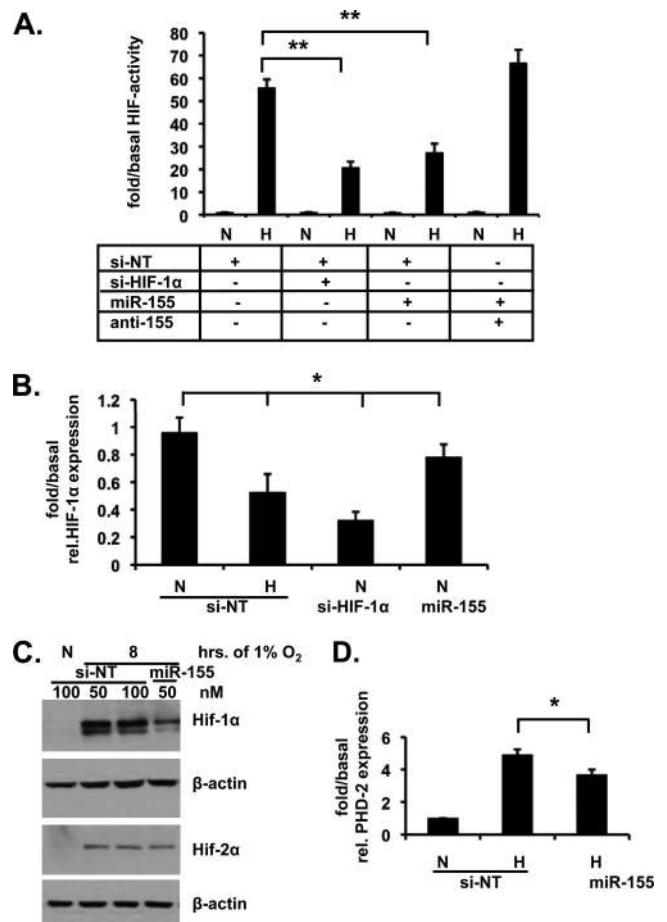 A.
** 
**
fold/basal HIF-activity
80
70
60
50
40
30
20
10
0
N H N H N H N H
si-NT + + + -
si-HIF-1α - + - -
miR-155 - - + +
anti-155 - - - +
B.
*
fold/basal
rel.HIF-1α expression
1.2
1
0.8
0.6
0.4
0.2
0
N H N N
si-NT si-HIF-1α miR-155
C.
N 8 hrs. of 1% O₂
si-NT miR-155
100 50 100 50 nM
Hif-1α
β-actin
Hif-2α
β-actin
D.
*
fold/basal
rel. PHD-2 expression
6
4
2
0
N H H
si-NT miR-155